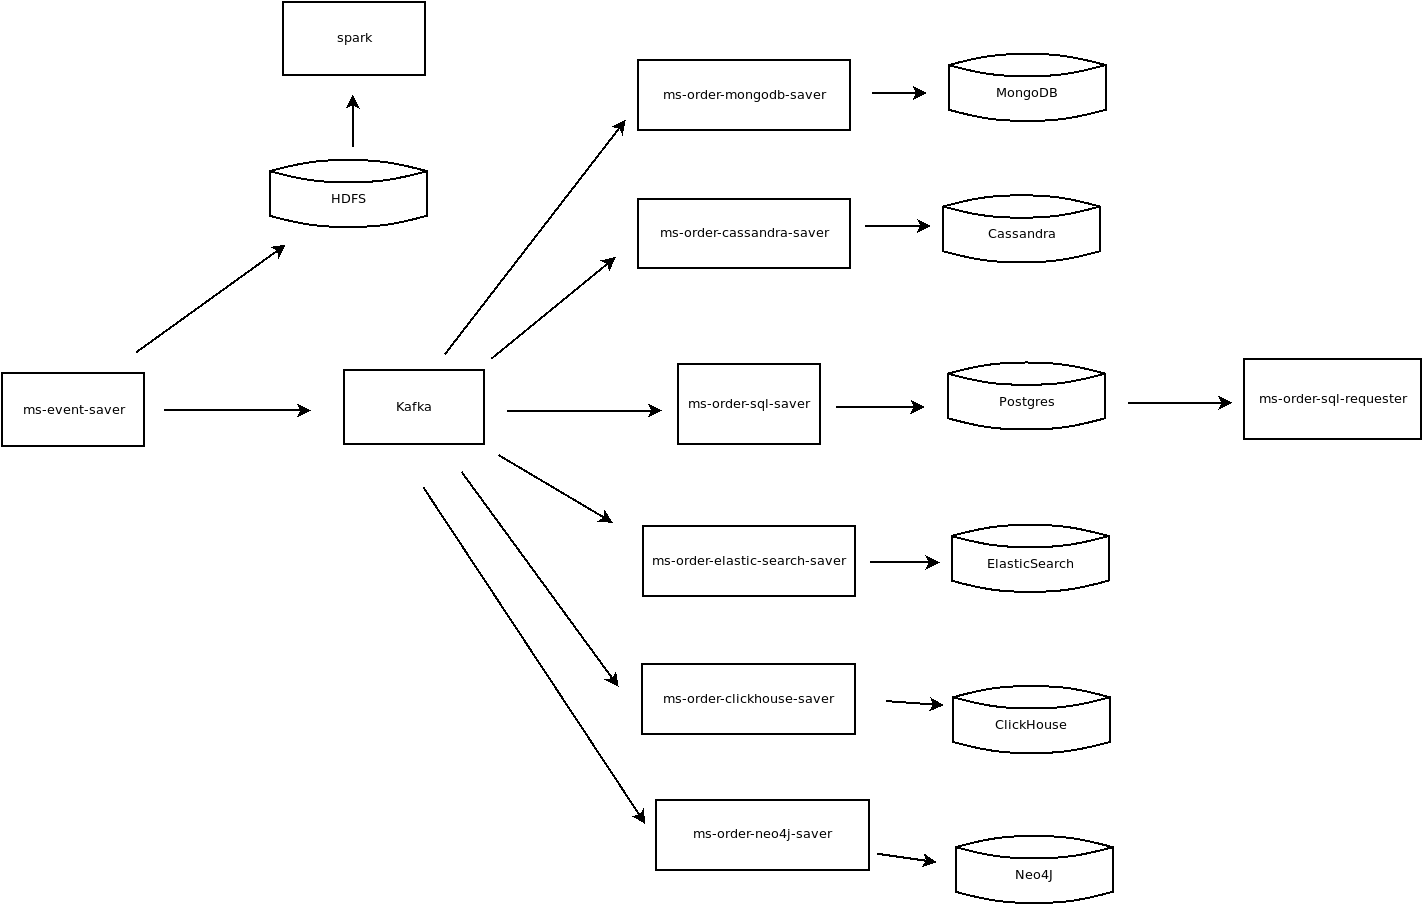 spark
ms-order-mongodb-saver
MongoDB
HDFS
ms-order-cassandra-saver
Cassandra
ms-event-saver
Kafka
ms-order-sql-saver
Postgres
ms-order-sql-requester
ms-order-elastic-search-saver
ElasticSearch
ms-order-clickhouse-saver
ClickHouse
ms-order-neo4j-saver
Neo4J